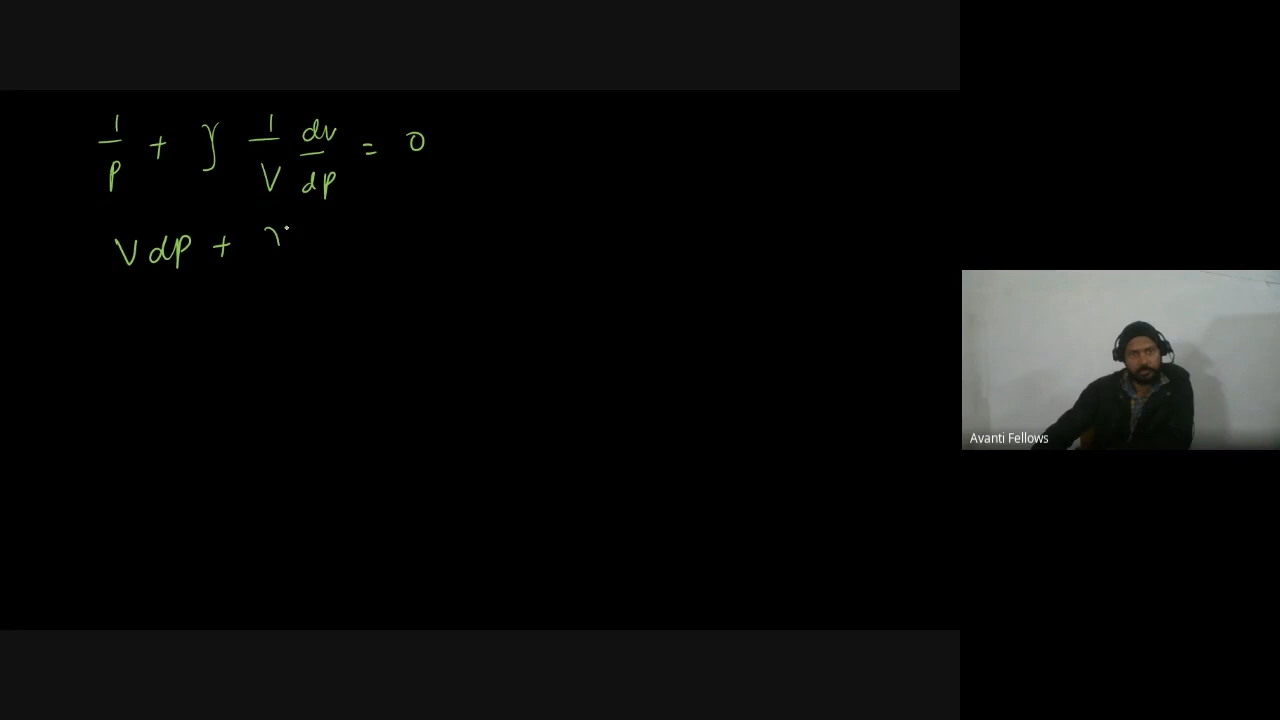 1/P + γ 1/V dv/dp = 0
V dp + γ
Avanti Fellows